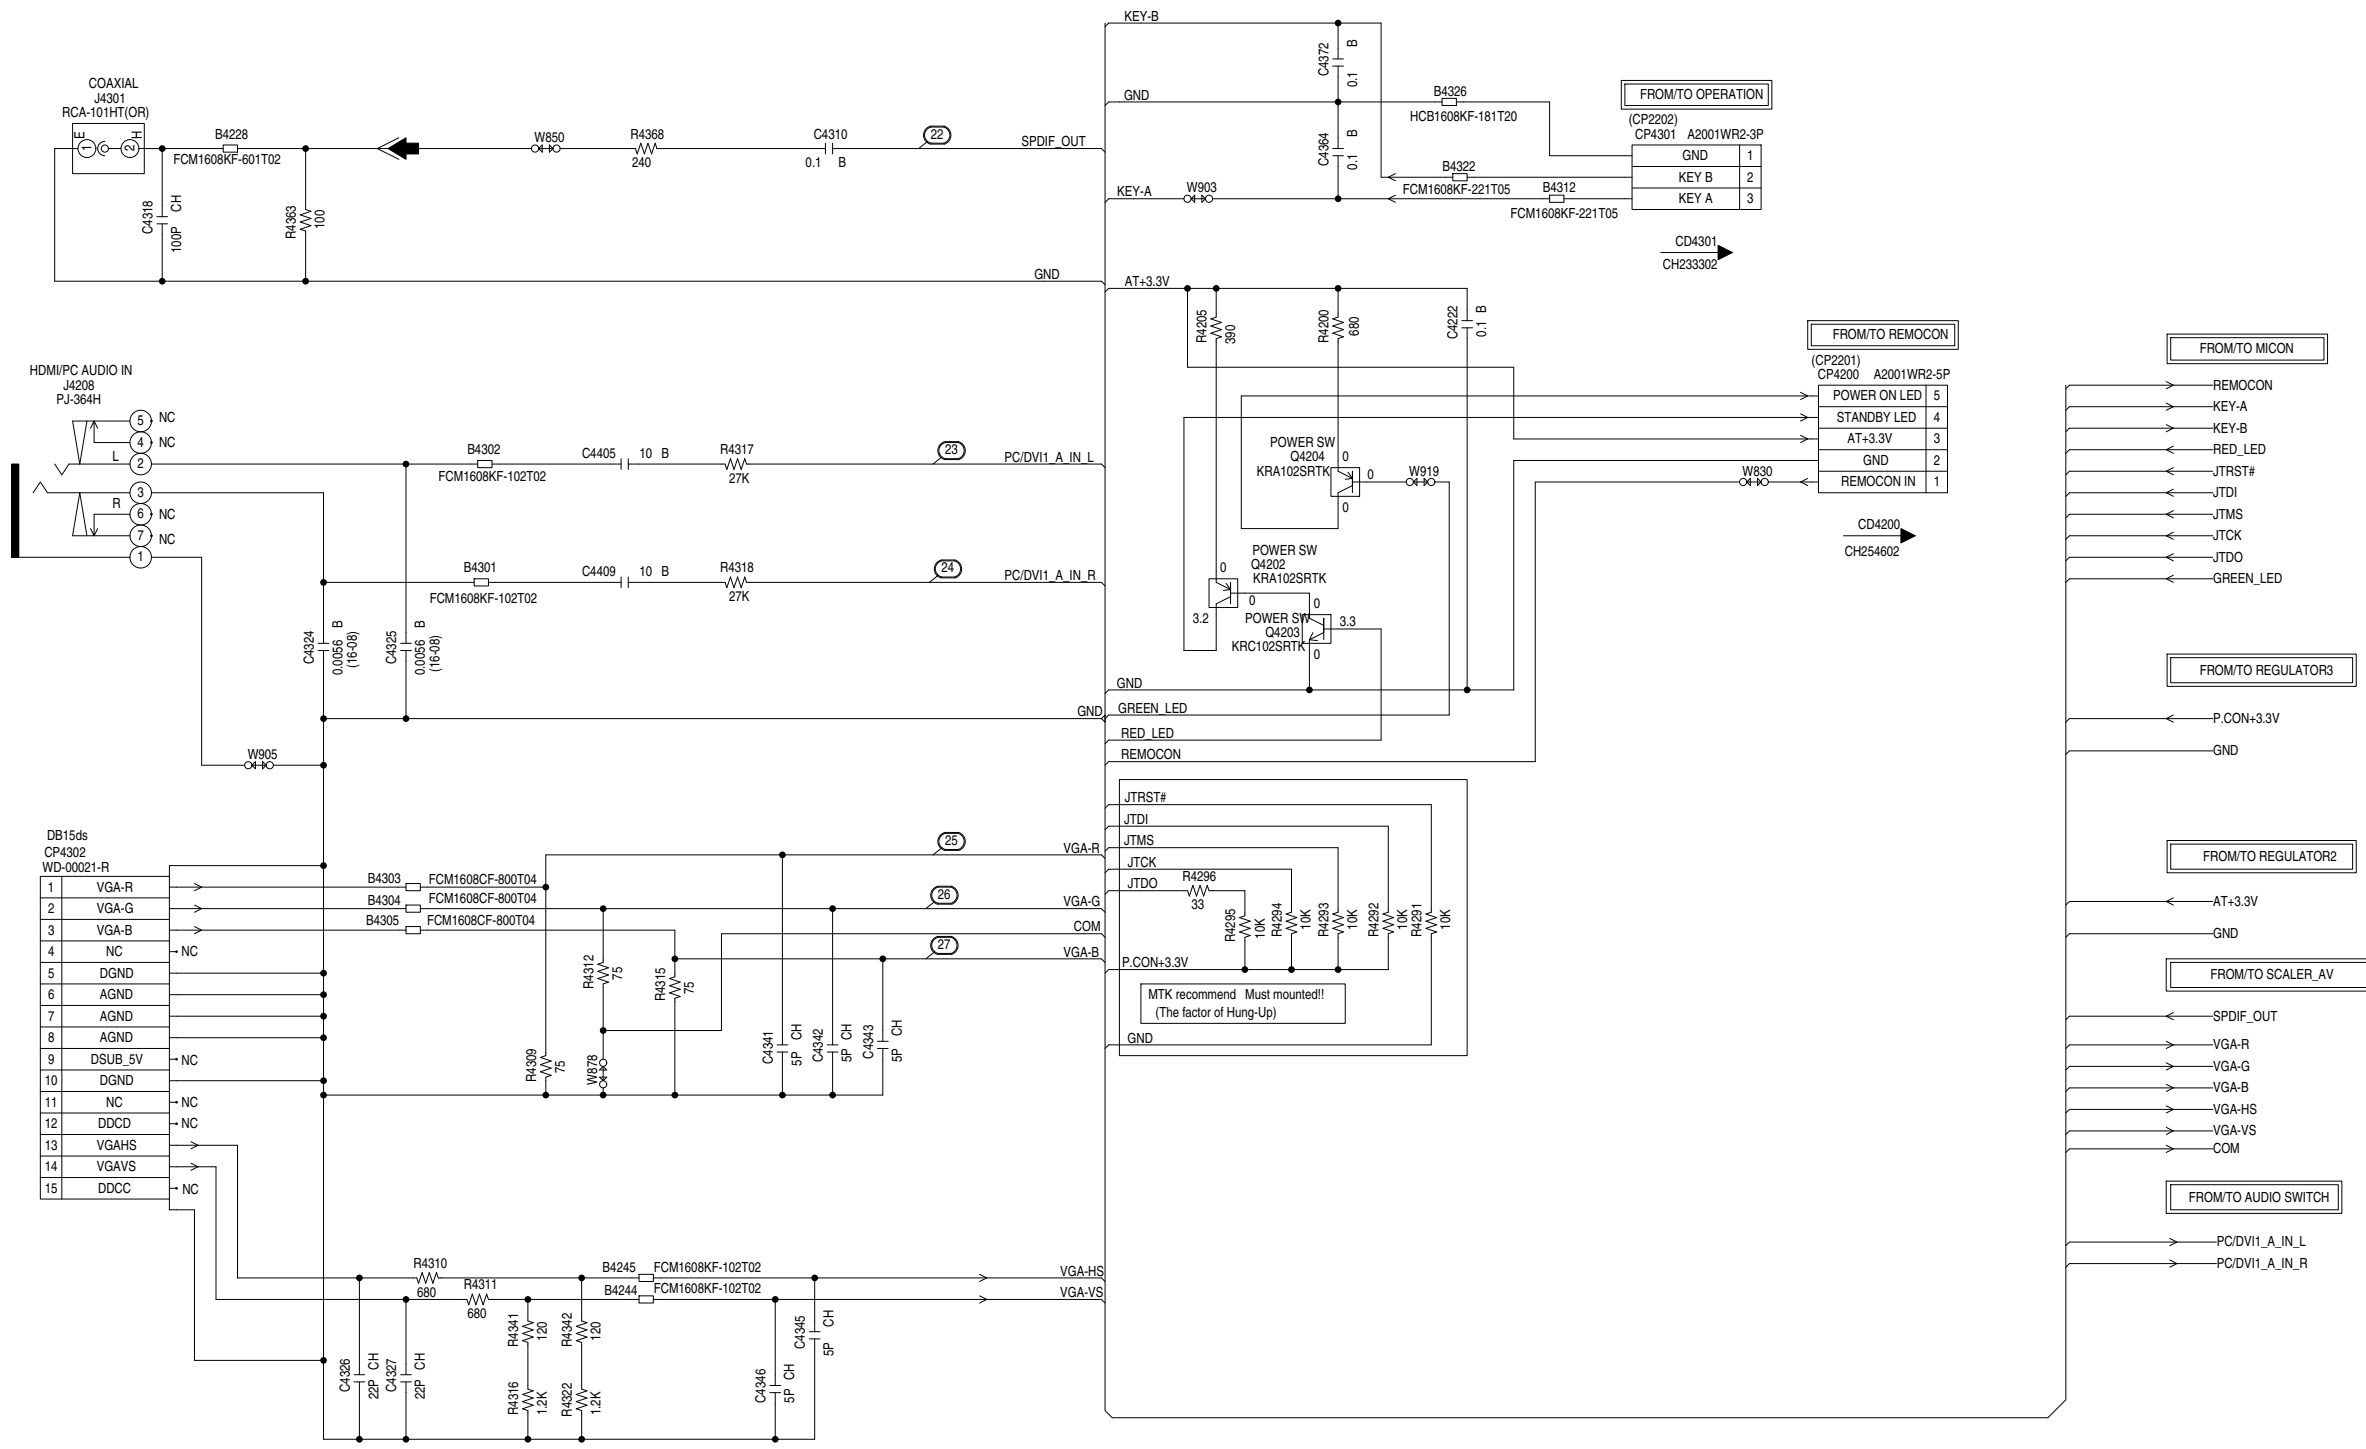 COAXIAL
J4301
RCA-101HT(OR)
E
H
1
2
B4228
FCM1608KF-601T02
C4318
100P CH
R4363
100
W850
R4368
240
C4310
0.1 B
22
SPDIF_OUT
GND
KEY-B
C4372
0.1 B
GND
C4364
0.1 B
KEY-A
W903
B4326
HCB1608KF-181T20
B4322
FCM1608KF-221T05
B4312
FCM1608KF-221T05
FROM/TO OPERATION
(CP2202)
CP4301 A2001WR2-3P
GND 1
KEY B 2
KEY A 3
CD4301
CH233302
AT+3.3V
R4205
390
R4200
680
C4222
0.1 B
FROM/TO REMOCON
(CP2201)
CP4200 A2001WR2-5P
POWER ON LED 5
STANDBY LED 4
AT+3.3V 3
GND 2
REMOCON IN 1
W830
CD4200
CH254602
POWER SW
Q4204
KRA102SRTK
0
0
0
W919
POWER SW
Q4202
KRA102SRTK
0
0
3.2
POWER SW
Q4203
KRC102SRTK
0
3.3
0
GND
GREEN_LED
RED_LED
REMOCON
HDMI/PC AUDIO IN
J4208
PJ-364H
5 NC
4 NC
L 2
3
R
6 NC
7 NC
1
B4302
FCM1608KF-102T02
C4405 10 B
R4317
27K
23
PC/DVI1_A_IN_L
B4301
FCM1608KF-102T02
C4409 10 B
R4318
27K
24
PC/DVI1_A_IN_R
C4324
0.0056 B
(16-08)
C4325
0.0056 B
(16-08)
GND
W905
JTRST#
JTDI
JTMS
JTCK
JTDO
R4296
33
R4295
10K
R4294
10K
R4293
10K
R4292
10K
R4291
10K
P.CON+3.3V
MTK recommend Must mounted!!
(The factor of Hung-Up)
GND
DB15ds
CP4302
WD-00021-R
1 VGA-R
2 VGA-G
3 VGA-B
4 NC NC
5 DGND
6 AGND
7 AGND
8 AGND
9 DSUB_5V NC
10 DGND
11 NC NC
12 DDCD NC
13 VGAHS
14 VGAVS
15 DDCC NC
B4303 FCM1608CF-800T04
B4304 FCM1608CF-800T04
B4305 FCM1608CF-800T04
25
VGA-R
26
VGA-G
COM
27
VGA-B
R4312
75
R4315
75
R4309
75
W878
C4341
5P CH
C4342
5P CH
C4343
5P CH
R4310
680
R4311
680
B4245 FCM1608KF-102T02
B4244 FCM1608KF-102T02
VGA-HS
VGA-VS
C4326
22P CH
C4327
22P CH
R4341
120
R4342
120
R4316
1.2K
R4322
1.2K
C4346
5P CH
C4345
5P CH
FROM/TO MICON
REMOCON
KEY-A
KEY-B
RED_LED
JTRST#
JTDI
JTMS
JTCK
JTDO
GREEN_LED
FROM/TO REGULATOR3
P.CON+3.3V
GND
FROM/TO REGULATOR2
AT+3.3V
GND
FROM/TO SCALER_AV
SPDIF_OUT
VGA-R
VGA-G
VGA-B
VGA-HS
VGA-VS
COM
FROM/TO AUDIO SWITCH
PC/DVI1_A_IN_L
PC/DVI1_A_IN_R